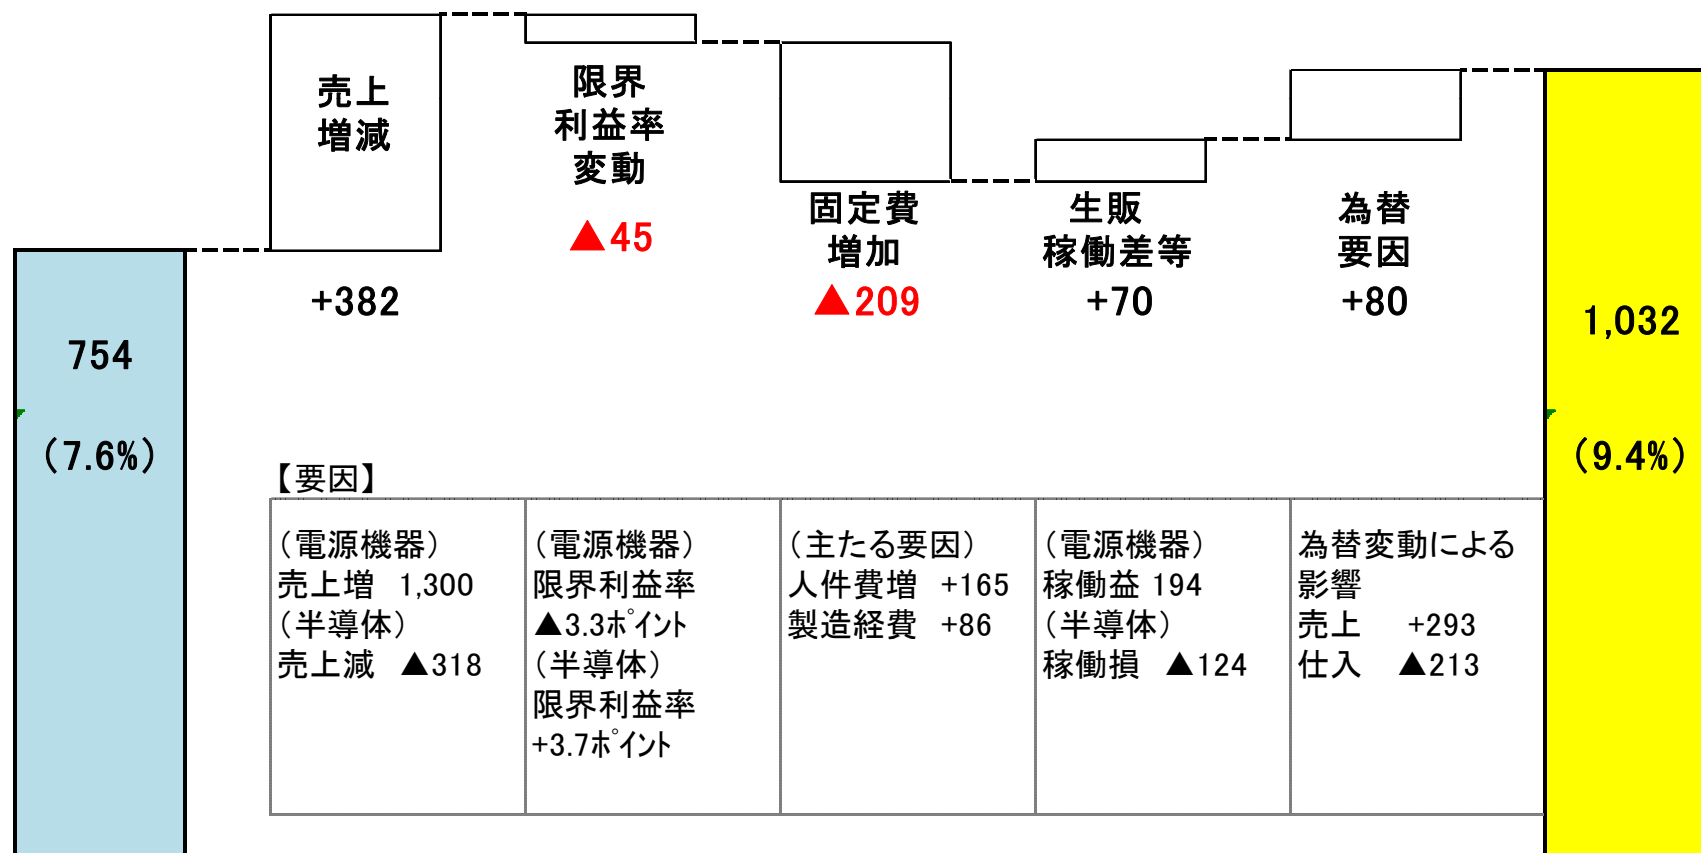 売上
増減
+382
限界
利益率
変動
▲45
固定費
増加
▲209
生販
稼働差等
+70
為替
要因
+80
754
(7.6%)
1,032
(9.4%)
【要因】
(電源機器)
売上増 1,300
(半導体)
売上減 ▲318
(電源機器)
限界利益率
▲3.3ﾎﾟｲﾝﾄ
(半導体)
限界利益率
+3.7ﾎﾟｲﾝﾄ
(主たる要因)
人件費増 +165
製造経費 +86
(電源機器)
稼働益 194
(半導体)
稼働損 ▲124
為替変動による
影響
売上 +293
仕入 ▲213